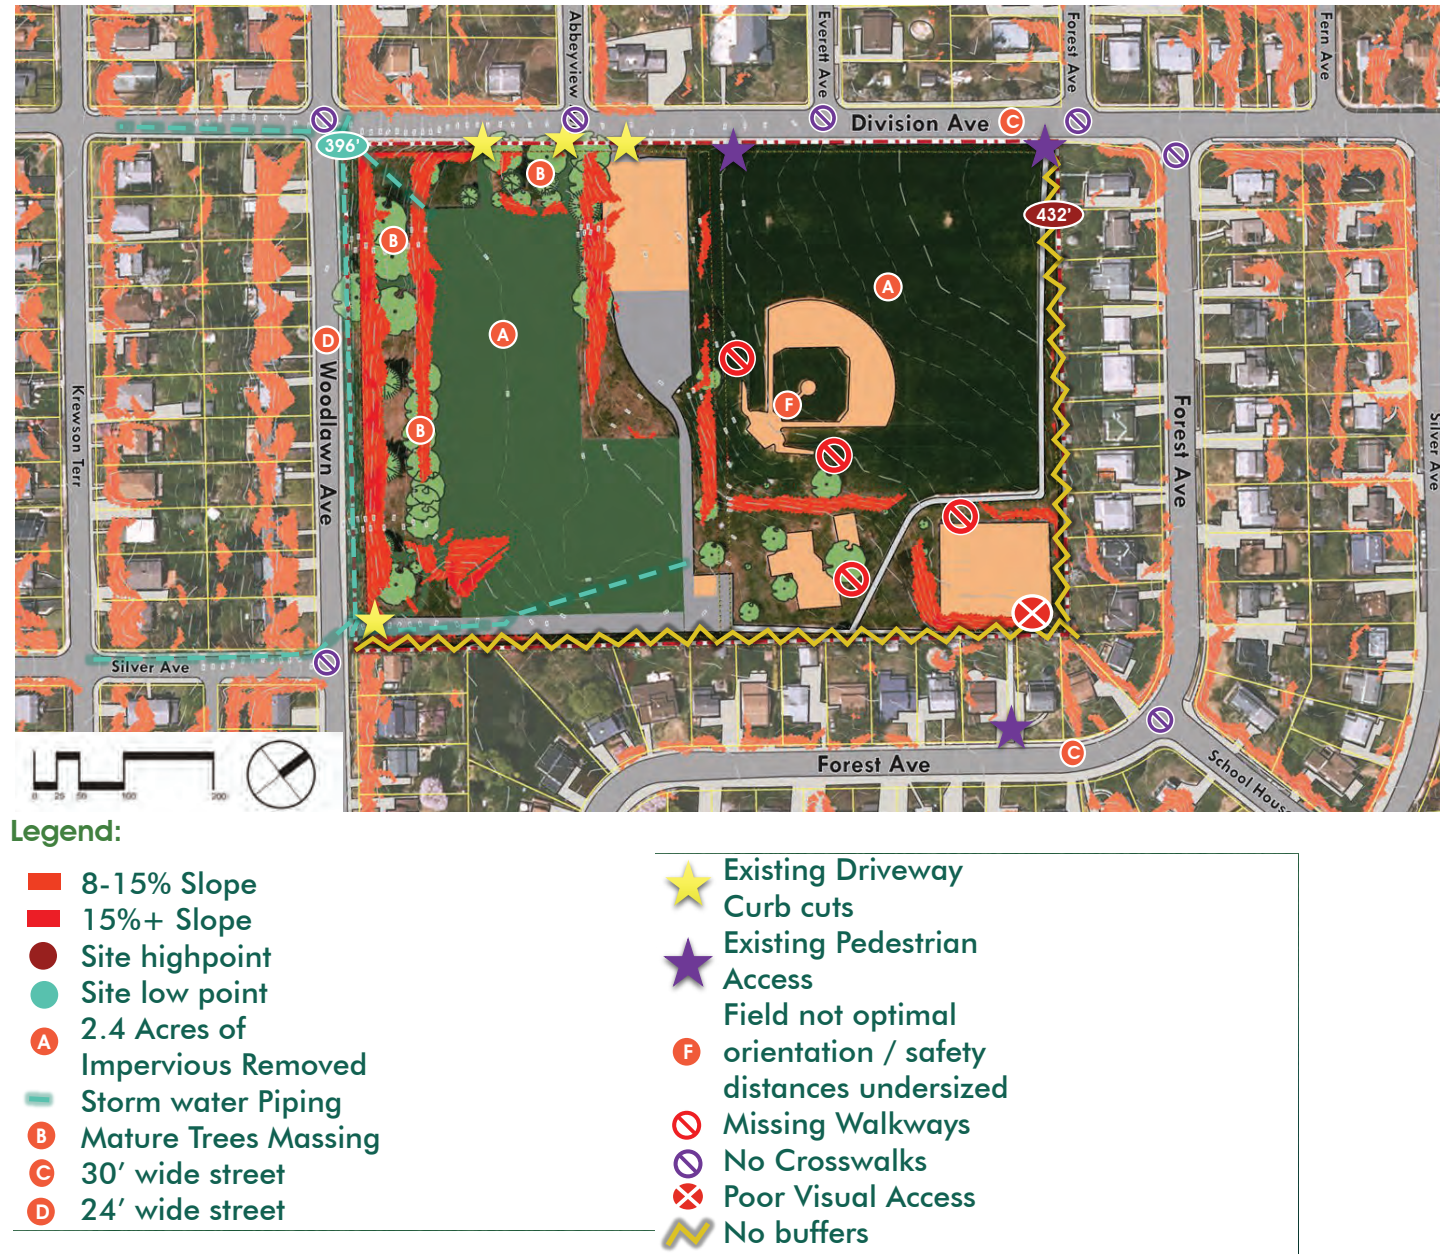 Abbeyview
Everett Ave
Forest Ave
Fern Ave
Division Ave
C
396'
B
432'
B
A
A
D
Woodlawn Ave
Krewson Terr
F
B
Forest Ave
Silver Ave
Silver Ave
Forest Ave
C
School Hous
0 25 50 100 200
Legend:
8-15% Slope
15%+ Slope
Site highpoint
Site low point
A
2.4 Acres of
Impervious Removed
Storm water Piping
B Mature Trees Massing
C 30’ wide street
D 24’ wide street
Existing Driveway
Curb cuts
Existing Pedestrian
Access
Field not optimal
F orientation / safety
distances undersized
Missing Walkways
No Crosswalks
Poor Visual Access
No buffers